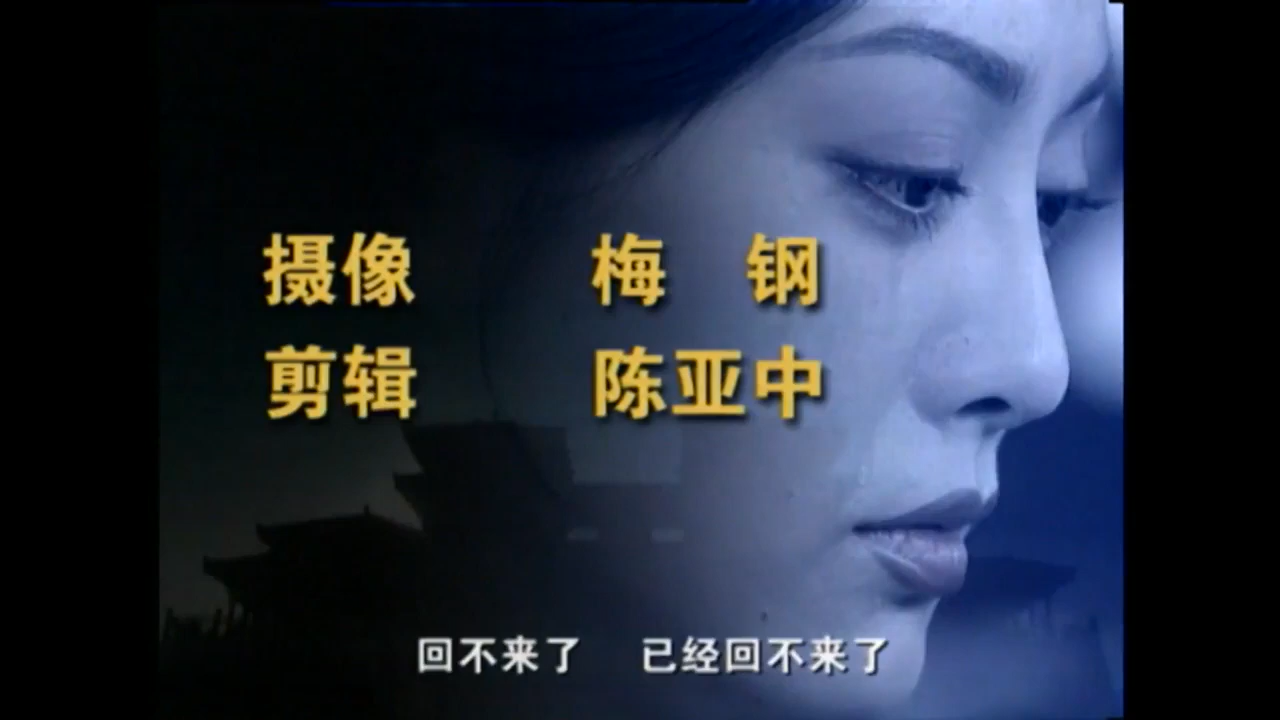 摄像 梅钢
剪辑 陈亚中
回不来了 已经回不来了